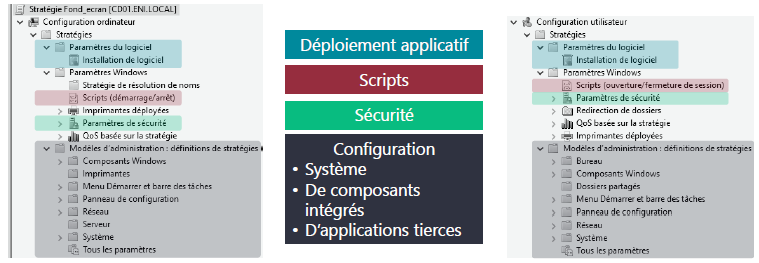 Stratégie Fond_ecran [CD01.ENI.LOCAL]
Configuration ordinateur
Stratégies
Paramètres du logiciel
Installation de logiciel
Paramètres Windows
Stratégie de résolution de noms
Scripts (démarrage/arrêt)
Imprimantes déployées
Paramètres de sécurité
QoS basée sur la stratégie
Modèles d'administration : définitions de stratégies
Composants Windows
Imprimantes
Menu Démarrer et barre des tâches
Panneau de configuration
Réseau
Serveur
Système
Tous les paramètres
Déploiement applicatif
Scripts
Sécurité
Configuration
• Système
• De composants
intégrés
• D'applications tierces
Configuration utilisateur
Stratégies
Paramètres du logiciel
Installation de logiciel
Paramètres Windows
Scripts (ouverture/fermeture de session)
Paramètres de sécurité
Redirection de dossiers
QoS basée sur la stratégie
Imprimantes déployées
Modèles d'administration : définitions de stratégies
Bureau
Composants Windows
Dossiers partagés
Menu Démarrer et barre des tâches
Panneau de configuration
Réseau
Système
Tous les paramètres